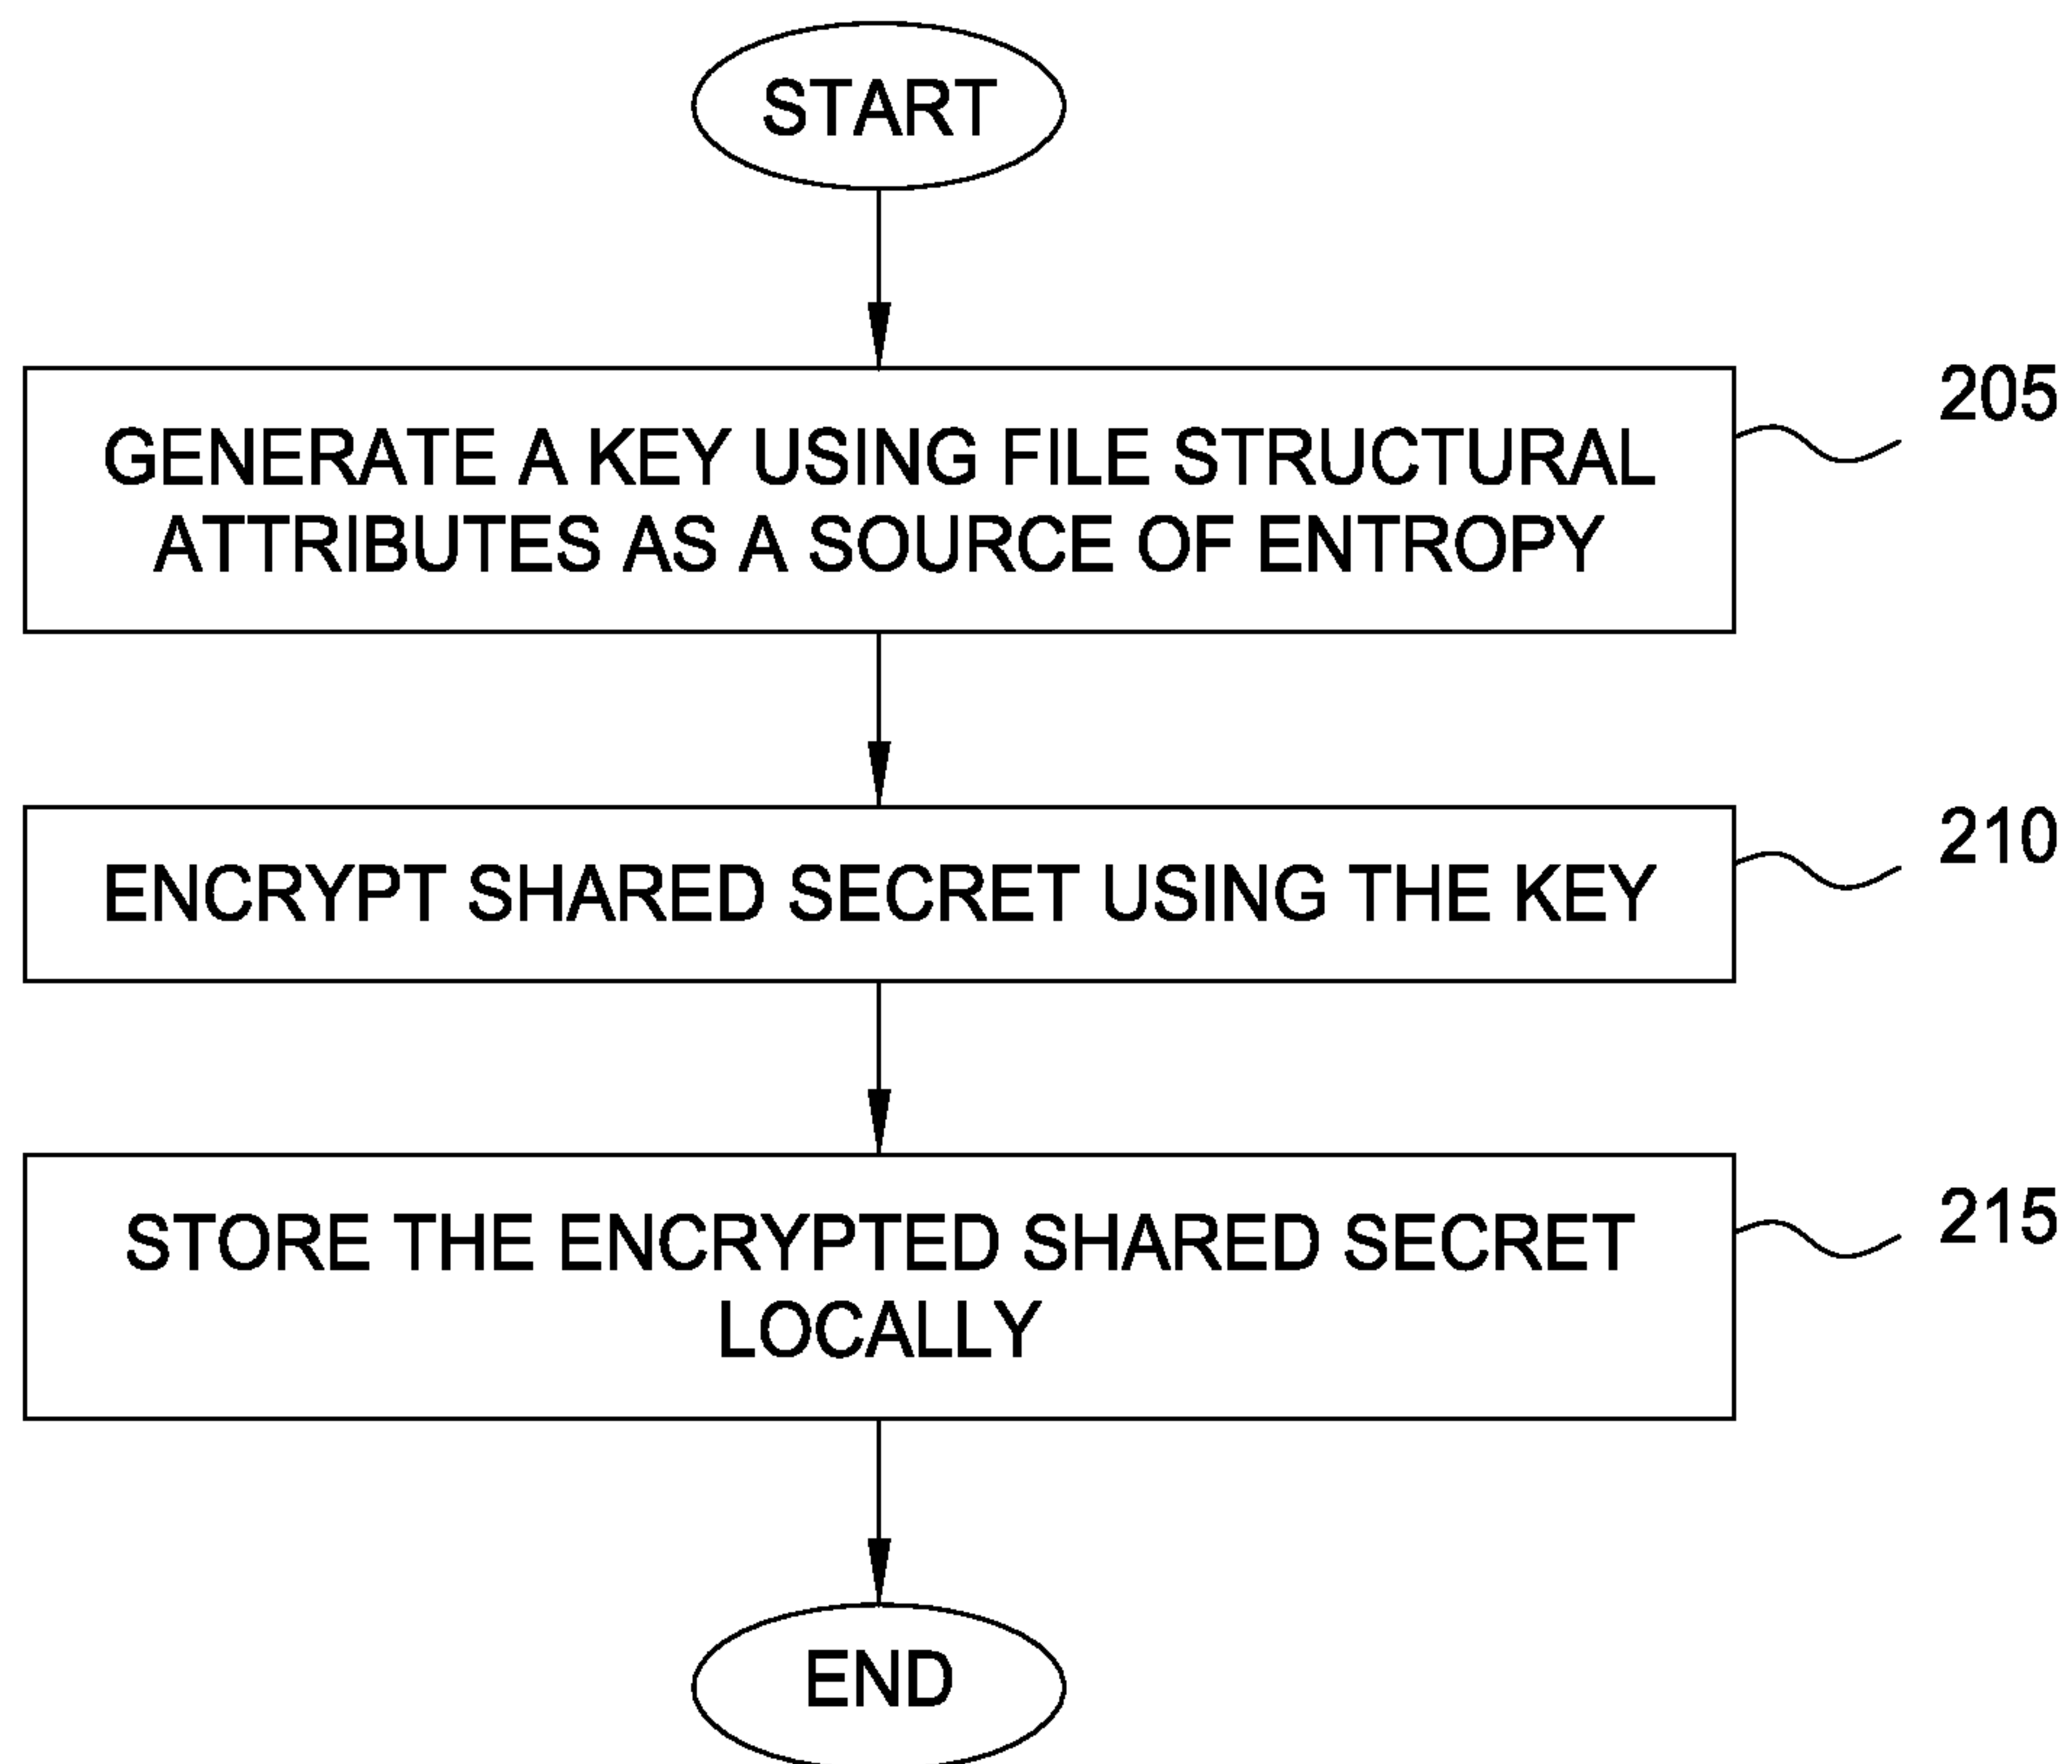 START
GENERATE A KEY USING FILE STRUCTURAL
ATTRIBUTES AS A SOURCE OF ENTROPY
205
ENCRYPT SHARED SECRET USING THE KEY
210
STORE THE ENCRYPTED SHARED SECRET
LOCALLY
215
END